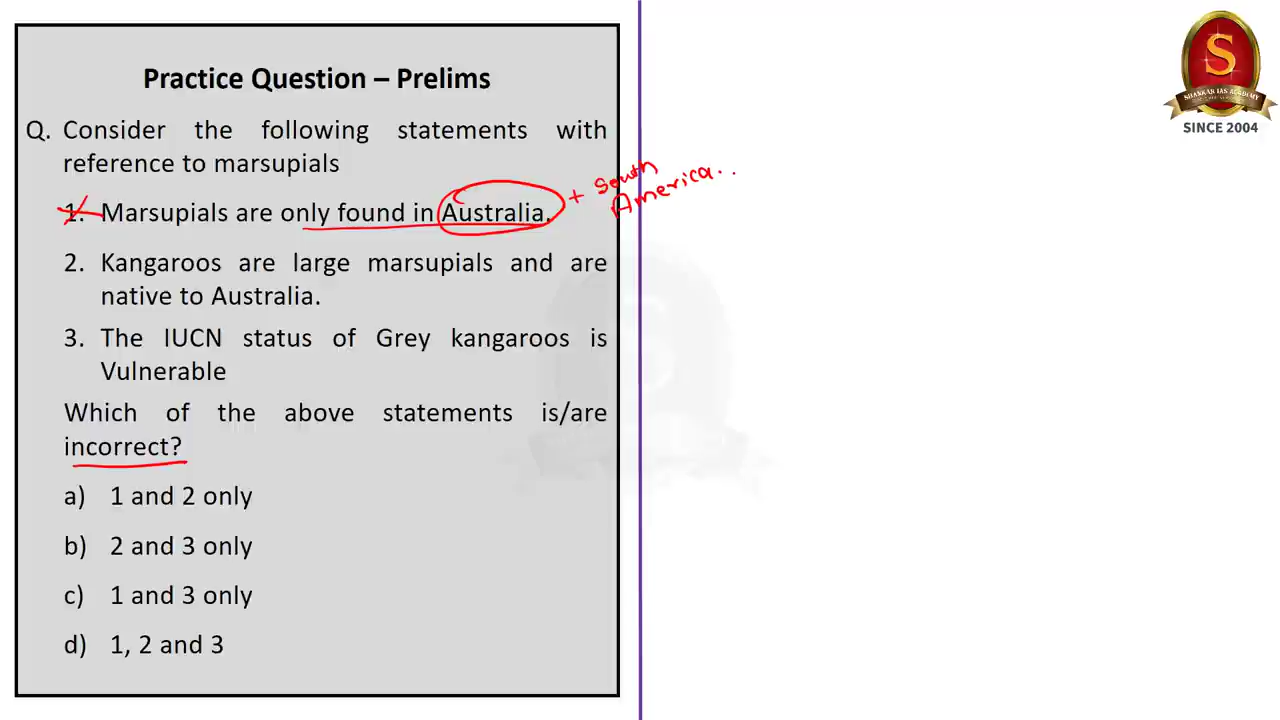 Practice Question – Prelims
Q. Consider the following statements with
reference to marsupials
1. Marsupials are only found in Australia.
+ South
America..
2. Kangaroos are large marsupials and are
native to Australia.
3. The IUCN status of Grey kangaroos is
Vulnerable
Which of the above statements is/are
incorrect?
a) 1 and 2 only
b) 2 and 3 only
c) 1 and 3 only
d) 1, 2 and 3
S
SHANKAR IAS ACADEMY
SINCE 2004